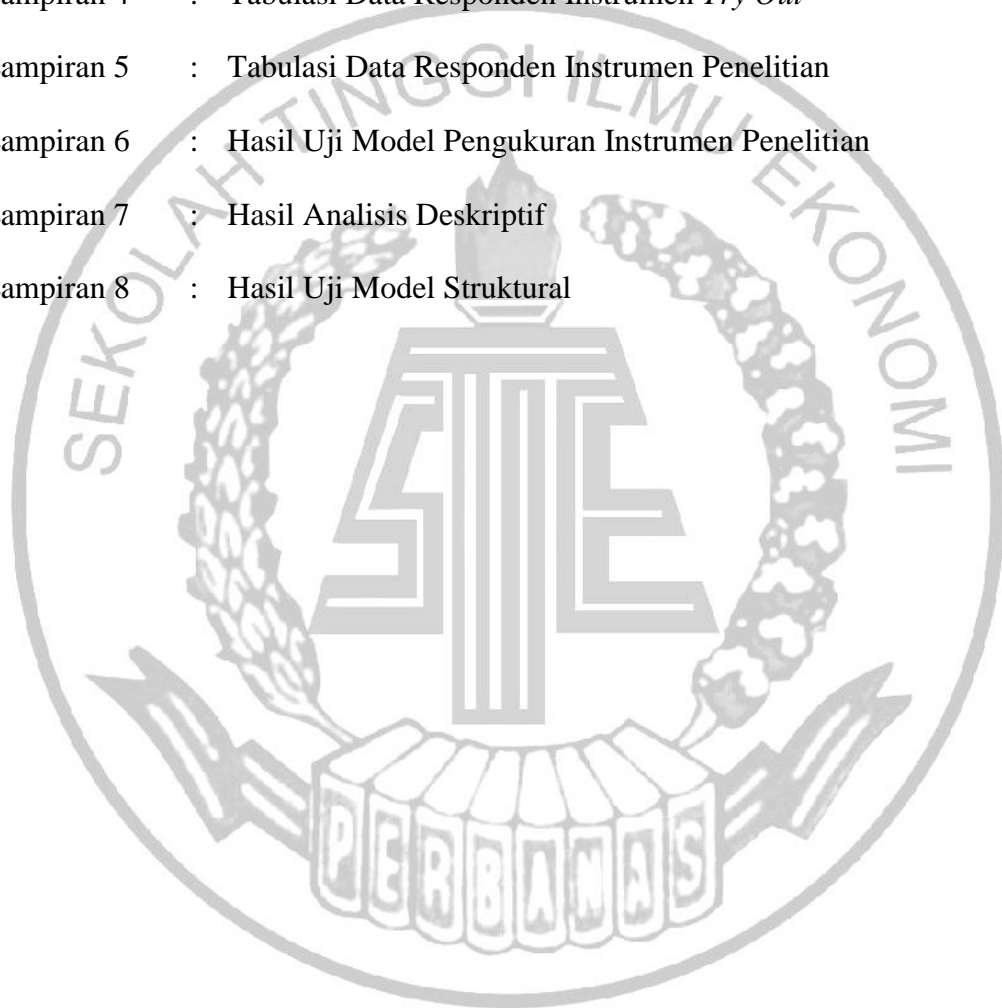 ampiran 4 : Tabulasi Data Responden Instrumen Try Out
ampiran 5 : Tabulasi Data Responden Instrumen Penelitian
ampiran 6 : Hasil Uji Model Pengukuran Instrumen Penelitian
ampiran 7 : Hasil Analisis Deskriptif
ampiran 8 : Hasil Uji Model Struktural
SEKOLAH TINGGI ILMU EKONOMI
STIE
PERBANAS